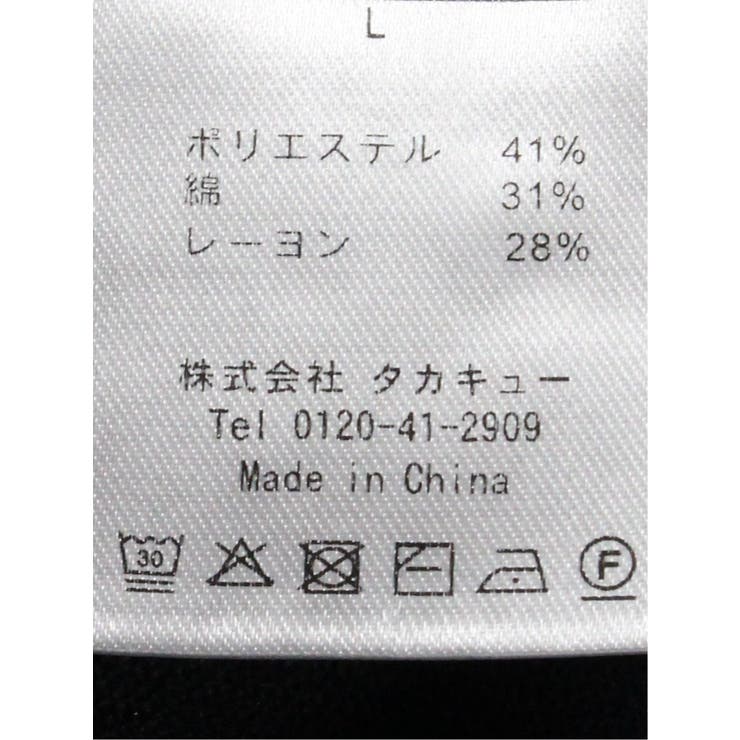 L
ポリエステル 41%
綿 31%
レーヨン 28%
株式会社 タカキュー
Tel 0120-41-2909
Made in China
30 F